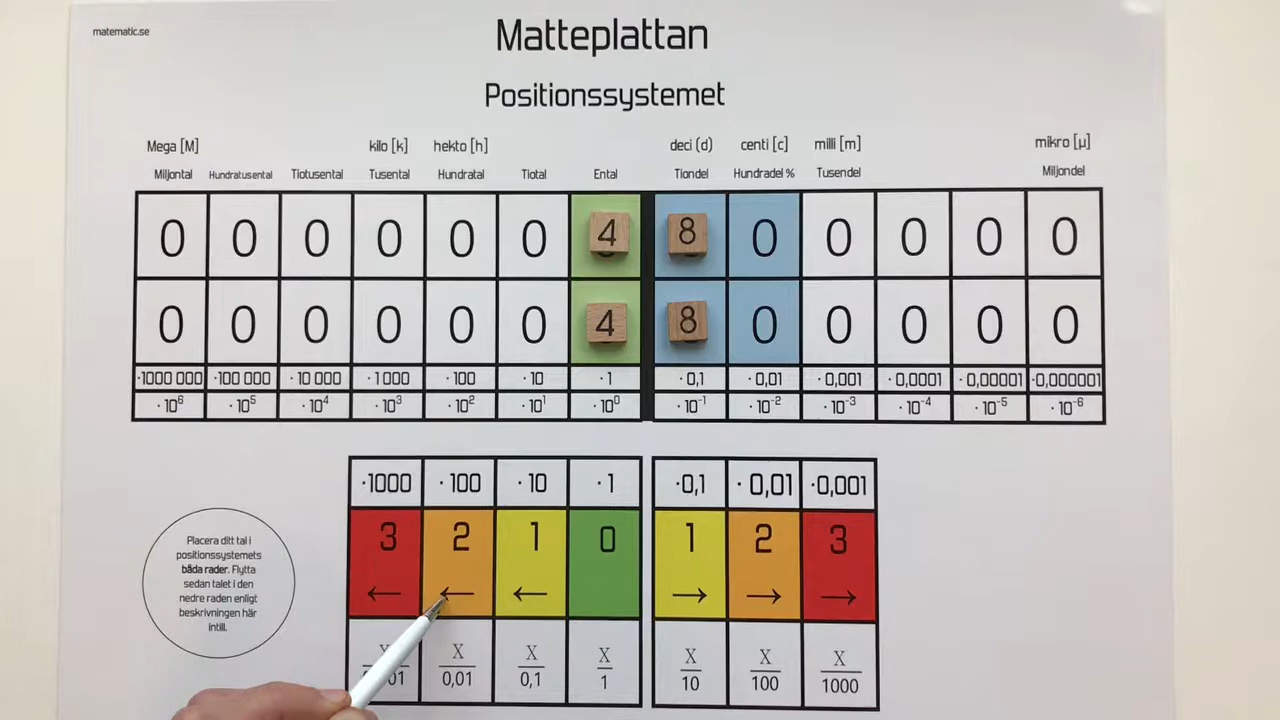 matematic.se
Matteplattan
Positionssystemet
Mega [M] kilo [k] hekto [h] deci (d) centi [c] milli [m] mikro [µ]
Miljontal Hundratusental Tiotusental Tusental Hundratal Tiotal Ental Tiondel Hundradel % Tusendel Miljondel
0 0 0 0 0 0 4 8 0 0 0 0 0
0 0 0 0 0 0 4 8 0 0 0 0 0
·1000 000 ·100 000 ·10 000 ·1 000 ·100 ·10 ·1 ·0,1 ·0,01 ·0,001 ·0,0001 ·0,00001 ·0,000001
·10⁶ ·10⁵ ·10⁴ ·10³ ·10² ·10¹ ·10⁰ ·10⁻¹ ·10⁻² ·10⁻³ ·10⁻⁴ ·10⁻⁵ ·10⁻⁶
·1000 ·100 ·10 ·1 ·0,1 ·0,01 ·0,001
3 2 1 0 1 2 3
← ← ← → → →
X X X X X X
0,01 0,1 1 10 100 1000
Placera ditt tal i
positionssystemets
båda rader. Flytta
sedan talet i den
nedre raden enligt
beskrivningen här
intill.